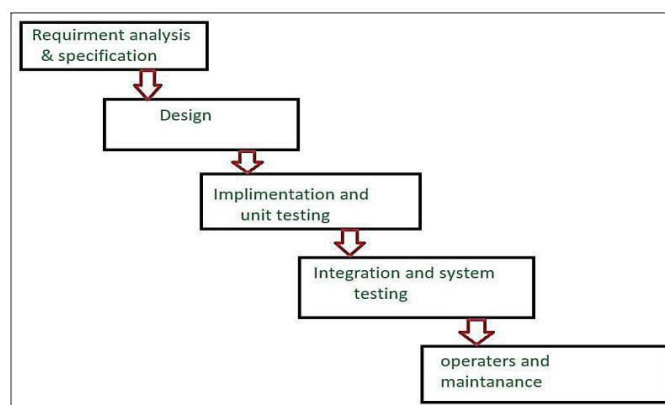 Requirment analysis
& specification
Design
Implimentation and
unit testing
Integration and system
testing
operaters and
maintanance